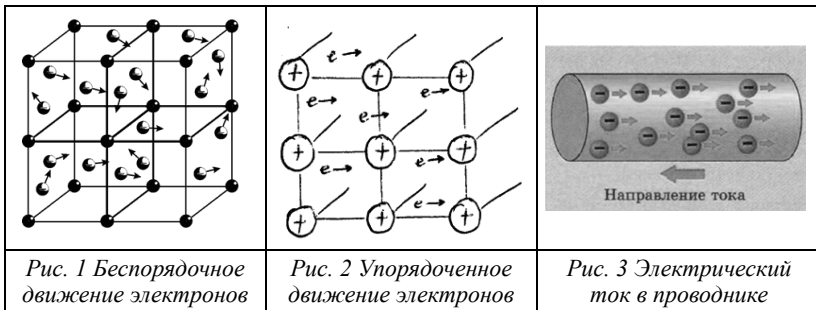 e →
+ + +
e → e → e →
+ + +
e → e → e →
e →
+ + +
Направление тока
Рис. 1 Беспорядочное
движение электронов
Рис. 2 Упорядоченное
движение электронов
Рис. 3 Электрический
ток в проводнике